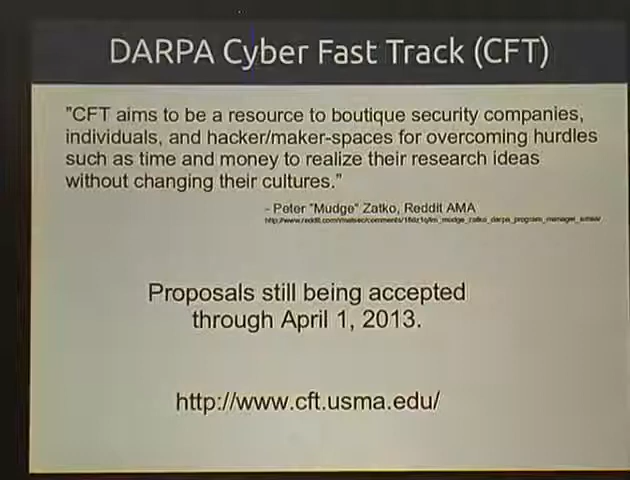 DARPA Cyber Fast Track (CFT)
"CFT aims to be a resource to boutique security companies,
individuals, and hacker/maker-spaces for overcoming hurdles
such as time and money to realize their research ideas
without changing their cultures."
- Peter "Mudge" Zatko, Reddit AMA
Proposals still being accepted
through April 1, 2013.
http://www.cft.usma.edu/